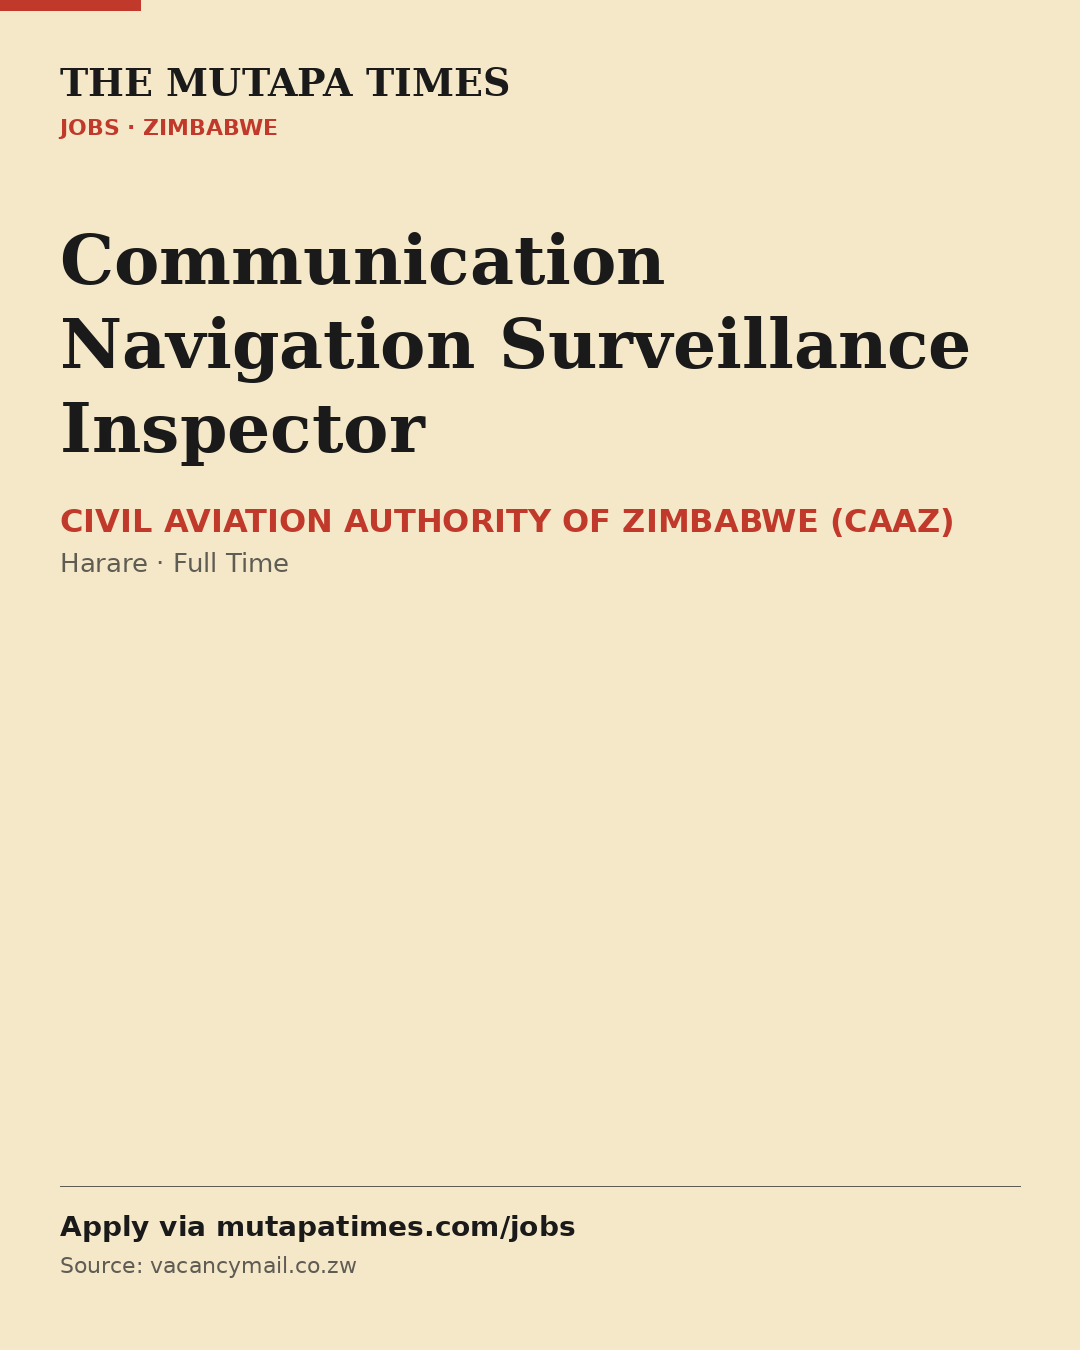 THE MUTAPA TIMES
JOBS · ZIMBABWE
Communication
Navigation Surveillance
Inspector
CIVIL AVIATION AUTHORITY OF ZIMBABWE (CAAZ)
Harare · Full Time
Apply via mutapatimes.com/jobs
Source: vacancymail.co.zw